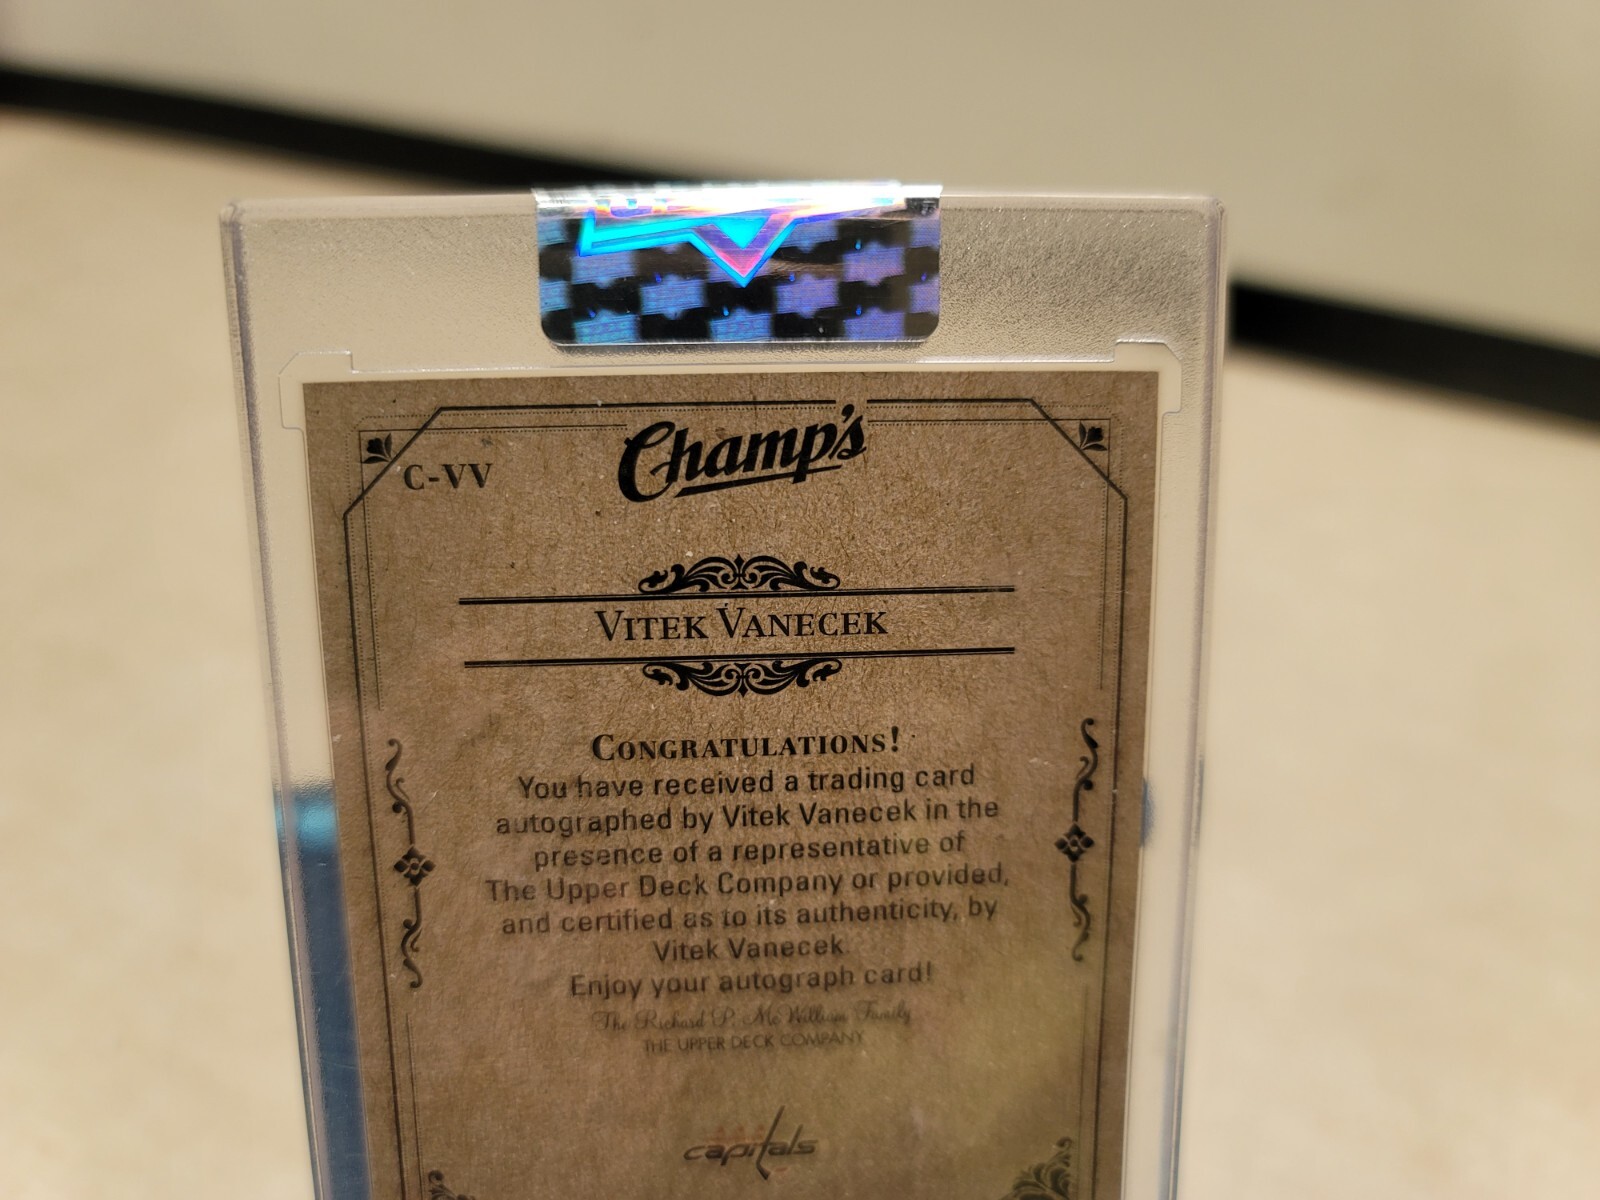 Champ's
C-VV
VITEK VANECEK
CONGRATULATIONS!
You have received a trading card
autographed by Vitek Vanecek in the
presence of a representative of
The Upper Deck Company or provided,
and certified as to its authenticity, by
Vitek Vanecek.
Enjoy your autograph card!
The Richard P. McWilliam Family
THE UPPER DECK COMPANY
capitals